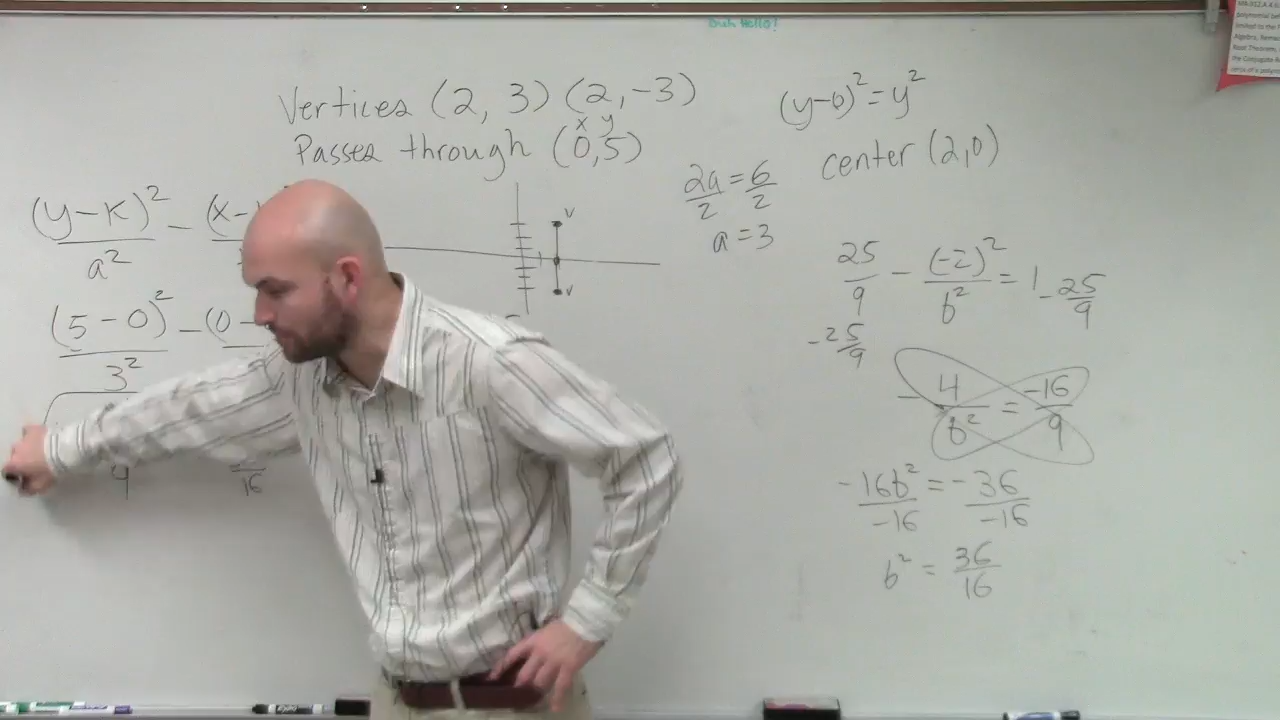 Duh Hello!
Vertices (2, 3) (2, -3)
x y
Passes through (0,5)
(y-0)² = y²
center (2,0)
2a = 6
2 2
a = 3
(y-K)² - (x-
a²
(5-0)² - (0-
3²
9
16
v
v
25/9 - (-2)²/b² = 1 - 25/9
-25/9
- 4/b² = -16/9
-16b² = -36
-16 -16
b² = 36/16